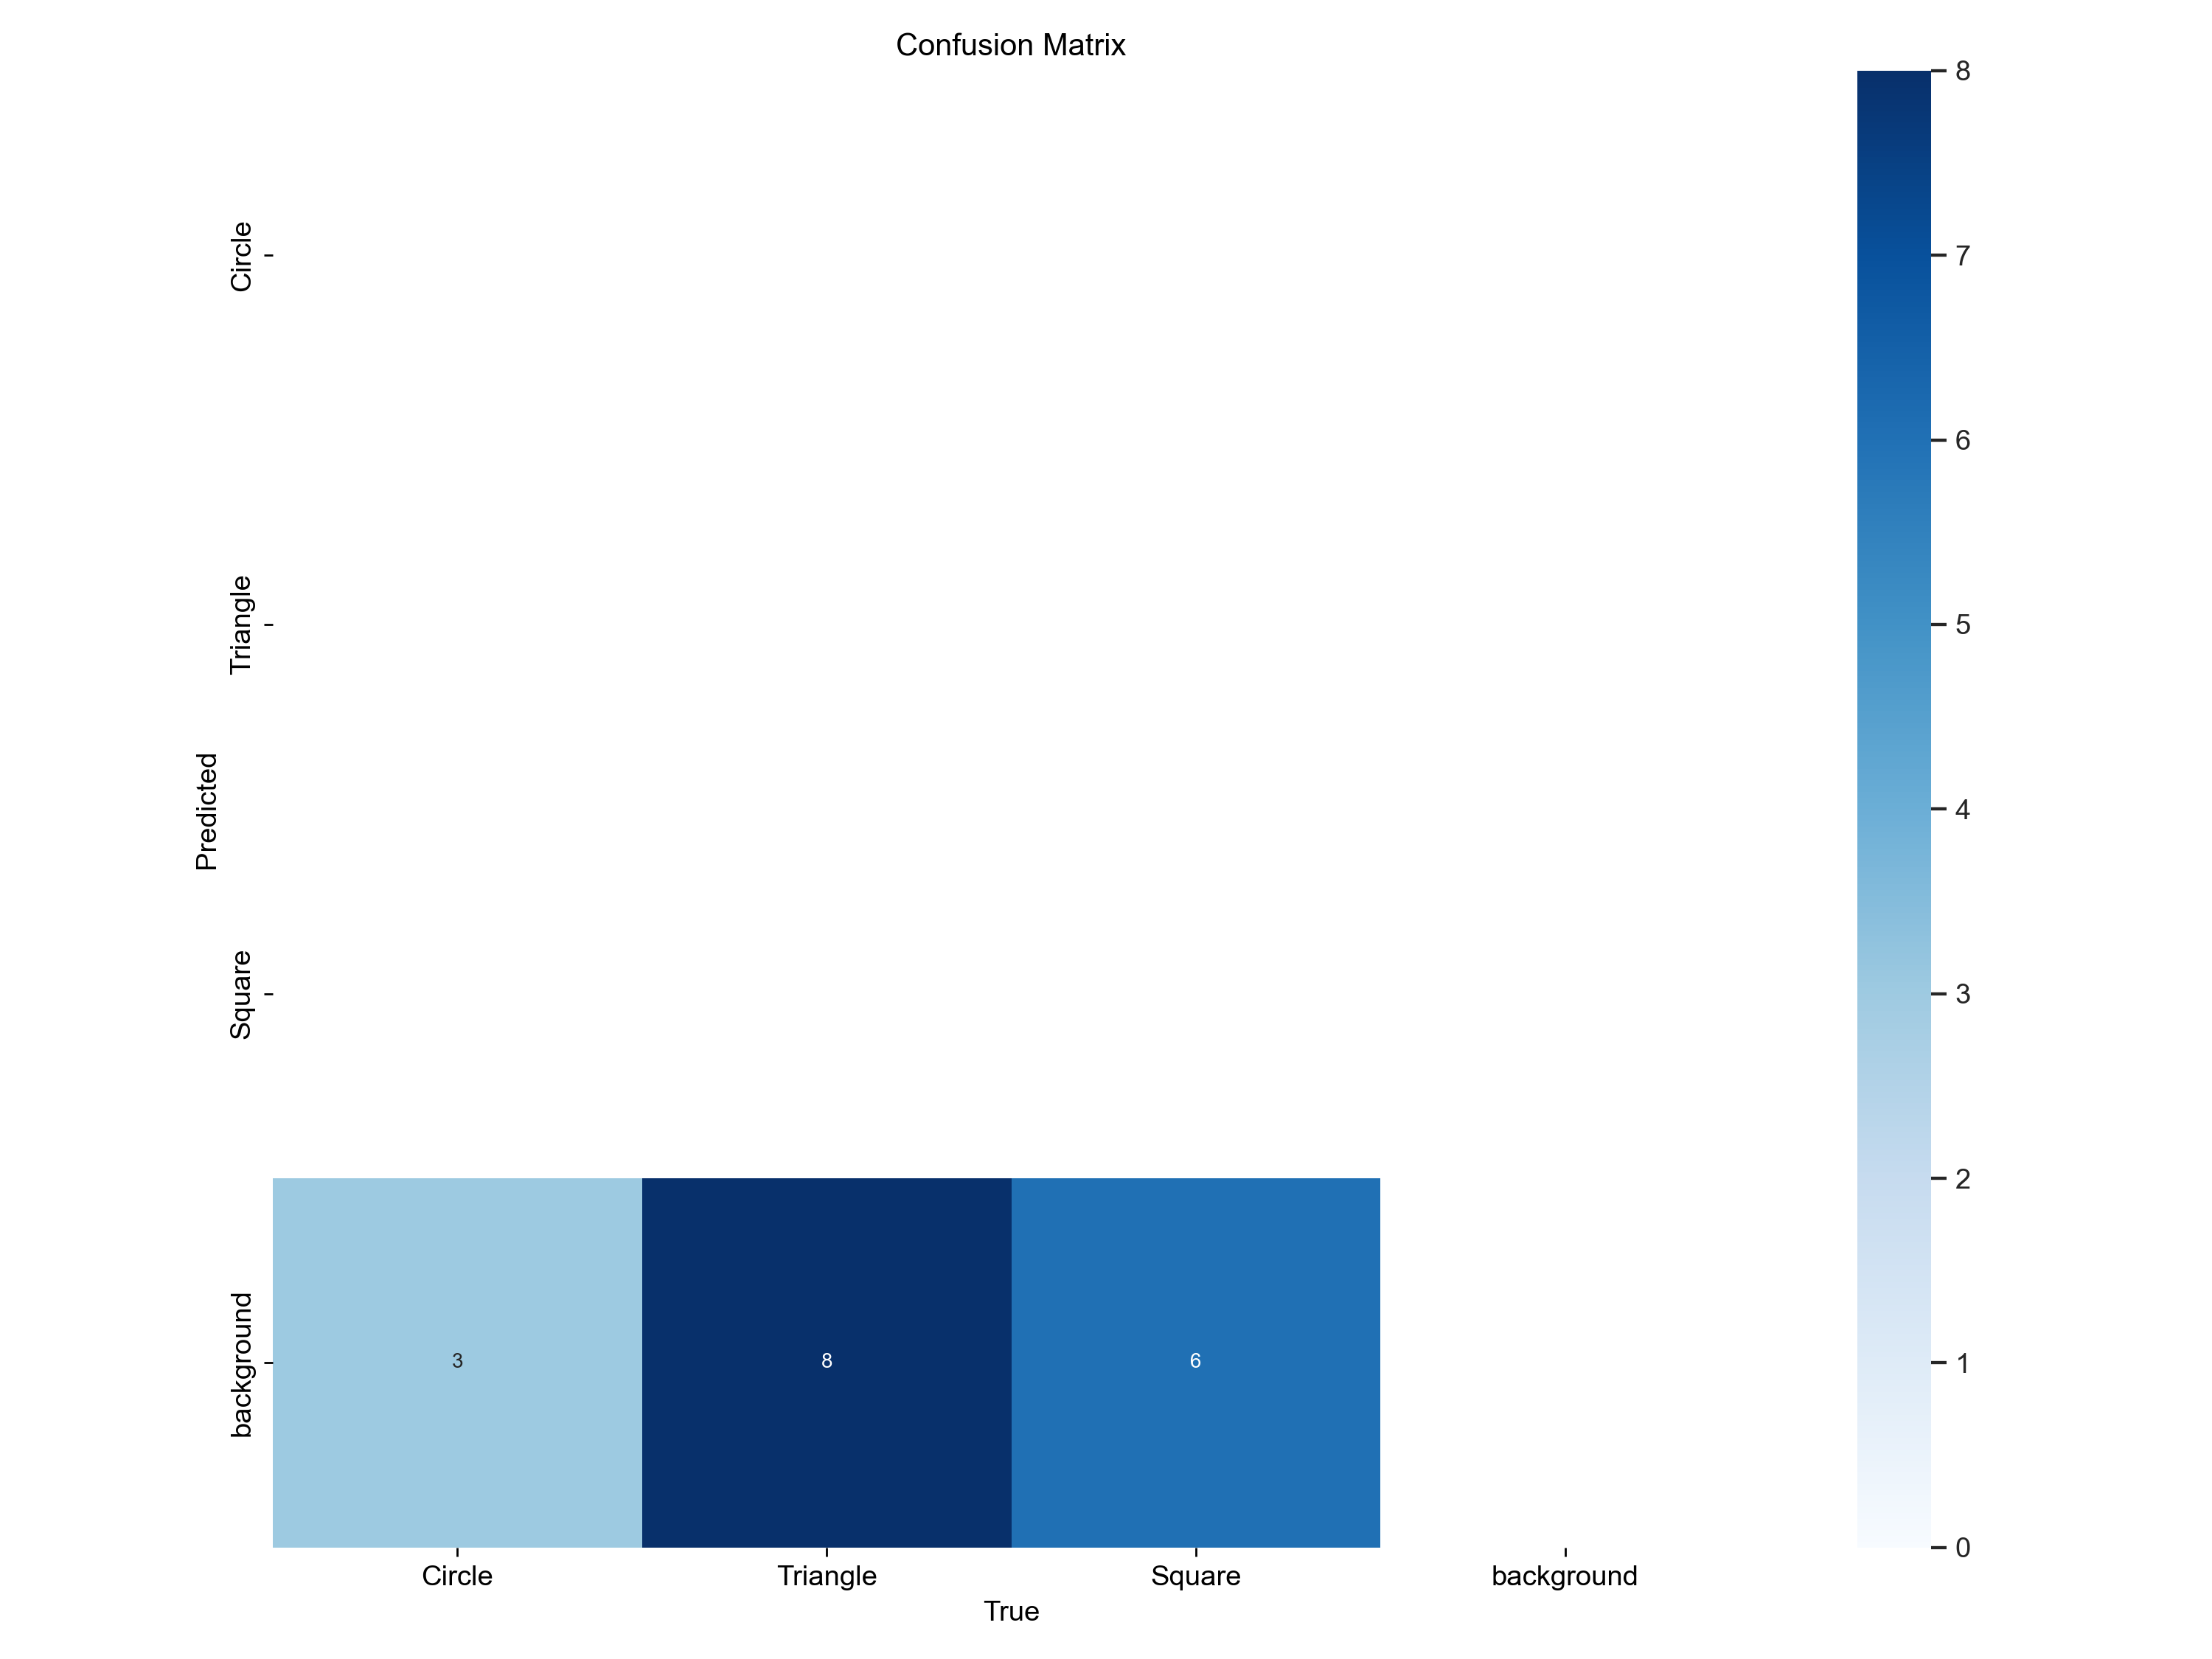 Confusion Matrix
8
7
6
5
4
3
2
1
0
Predicted
Circle
Triangle
Square
background
3 8 6
Circle Triangle Square background
True